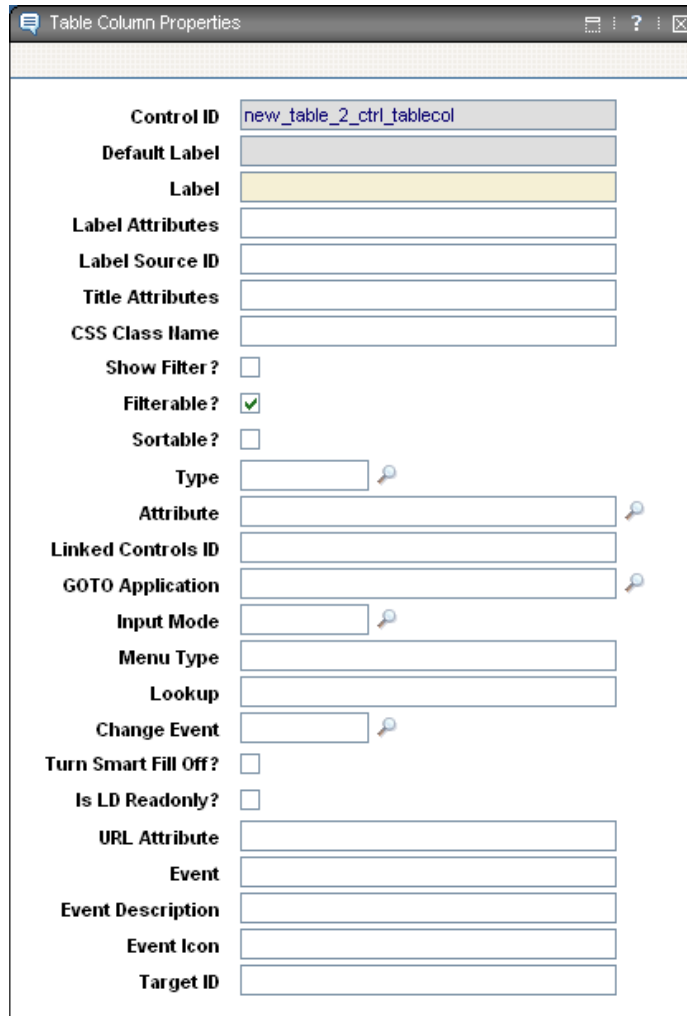 Table Column Properties
?
Control ID new_table_2_ctrl_tablecol
Default Label
Label
Label Attributes
Label Source ID
Title Attributes
CSS Class Name
Show Filter?
Filterable?
Sortable?
Type
Attribute
Linked Controls ID
GOTO Application
Input Mode
Menu Type
Lookup
Change Event
Turn Smart Fill Off?
Is LD Readonly?
URL Attribute
Event
Event Description
Event Icon
Target ID